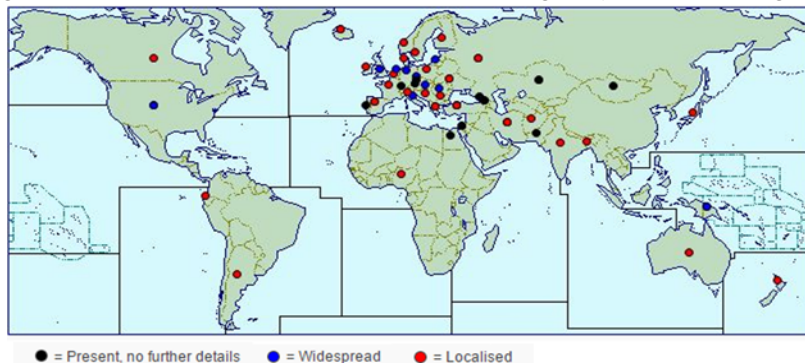 = Present, no further details = Widespread = Localised